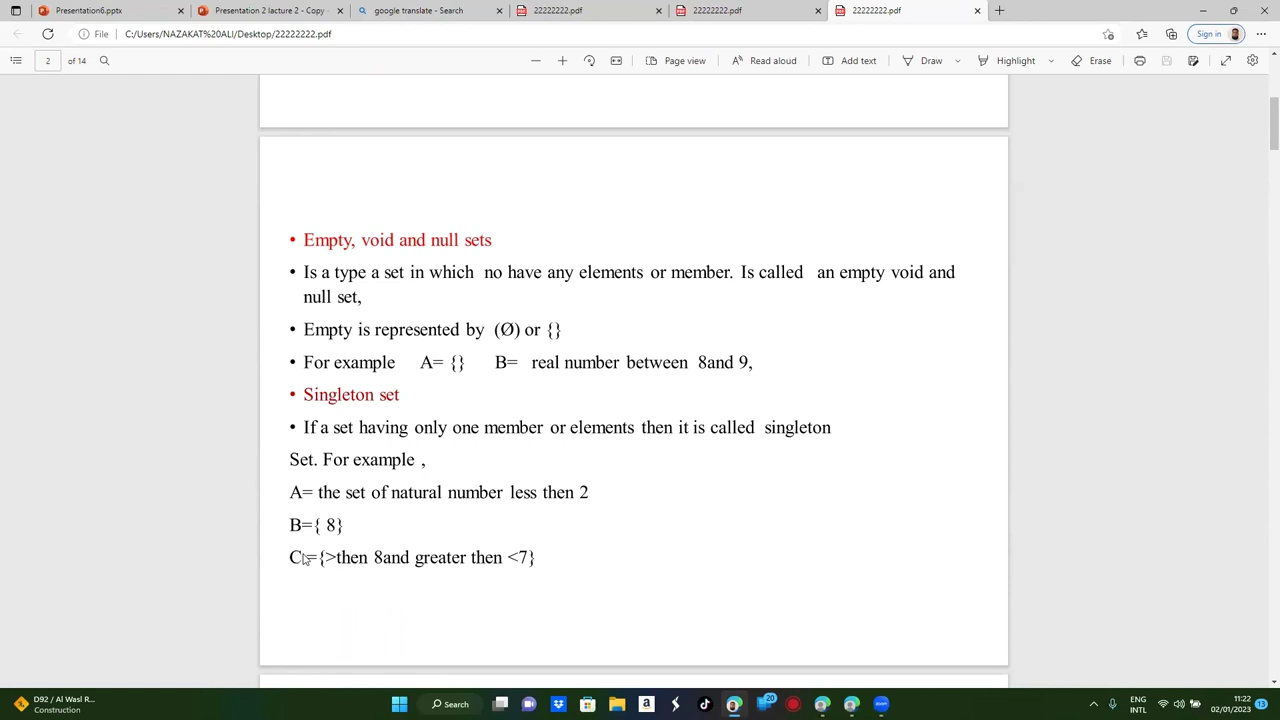 Presentation6.pptx
Presentation 2 lecture 2 - Copy -
google translate - Search
22222222.pdf
22222222.pdf
22222222.pdf
File
C:/Users/NAZAKAT%20ALI/Desktop/22222222.pdf
Sign in
2 of 14
Page view
Read aloud
Add text
Draw
Highlight
Erase
• Empty, void and null sets
• Is a type a set in which no have any elements or member. Is called an empty void and
null set,
• Empty is represented by (Ø) or {}
• For example A= {} B= real number between 8and 9,
• Singleton set
• If a set having only one member or elements then it is called singleton
Set. For example ,
A= the set of natural number less then 2
B={ 8}
C={>then 8and greater then <7}
D92 / Al Wasl R...
Construction
Search
20
a
zoom
ENG
INTL
11:22
02/01/2023
13